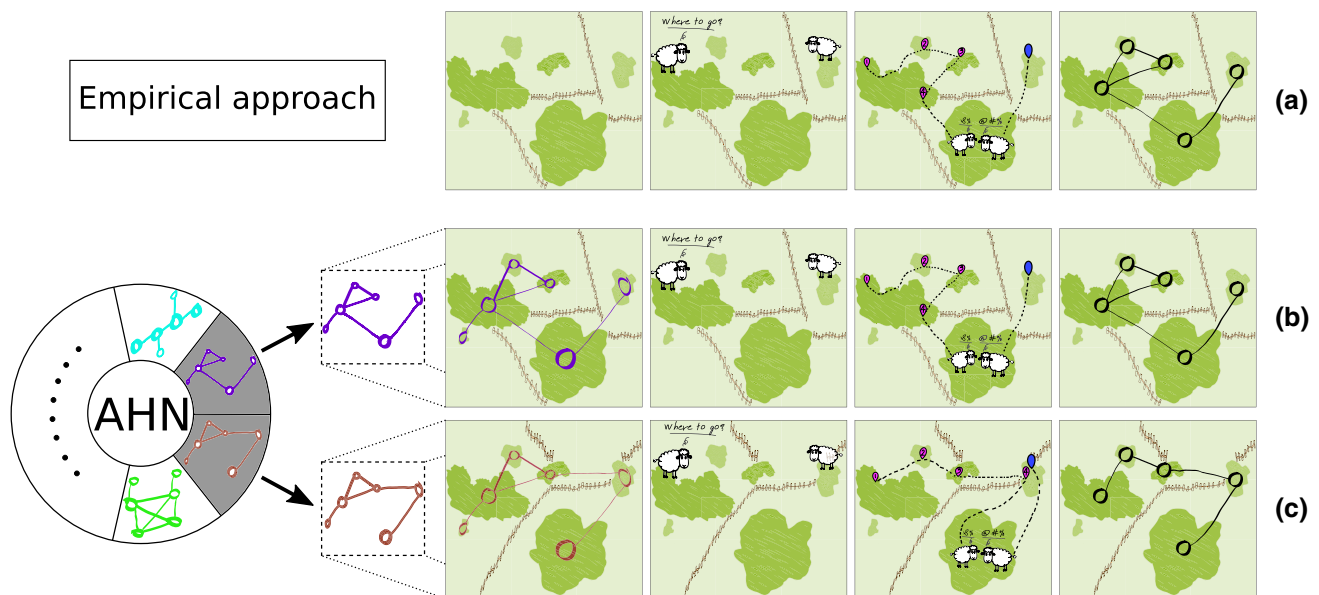 Empirical approach
Where to go?
(a)
AHN
Where to go?
(b)
Where to go?
(c)